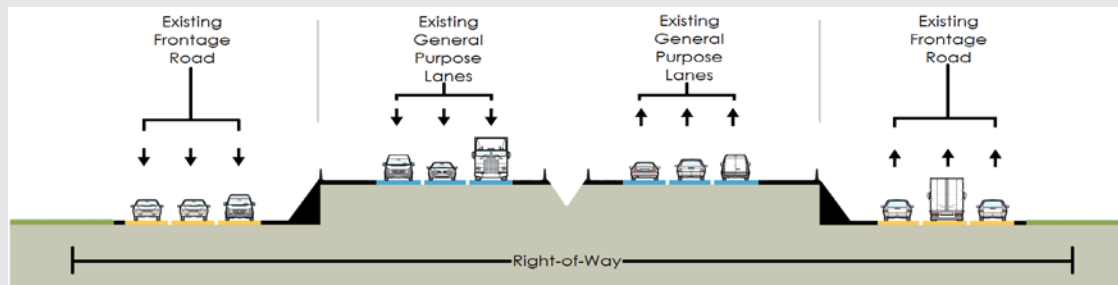 Existing
Frontage
Road
Existing
General
Purpose
Lanes
Existing
General
Purpose
Lanes
Existing
Frontage
Road
Right-of-Way